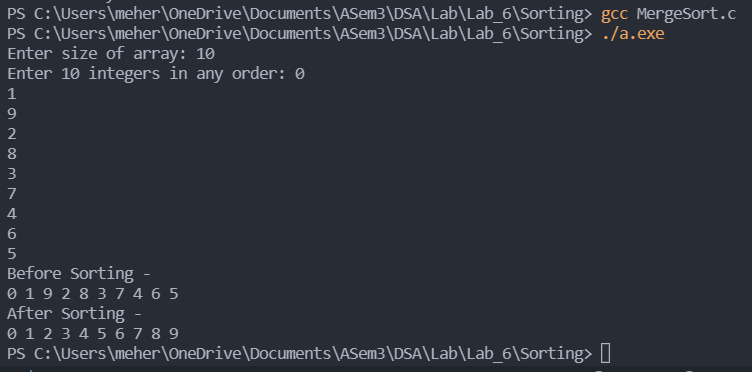 PS C:\Users\meher\OneDrive\Documents\ASem3\DSA\Lab\Lab_6\Sorting> gcc MergeSort.c
PS C:\Users\meher\OneDrive\Documents\ASem3\DSA\Lab\Lab_6\Sorting> ./a.exe
Enter size of array: 10
Enter 10 integers in any order: 0
1
9
2
8
3
7
4
6
5
Before Sorting -
0 1 9 2 8 3 7 4 6 5
After Sorting -
0 1 2 3 4 5 6 7 8 9
PS C:\Users\meher\OneDrive\Documents\ASem3\DSA\Lab\Lab_6\Sorting>